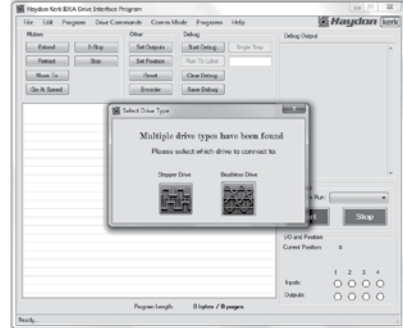 Haydon Kerk IDEA Drive Interface Program
File Edit Program Drive Commands Comm Mode Programs Help
Haydon kerk
Motion
Other
Debug
Debug Output
Extend
E-Stop
Set Outputs
Start Debug
Single Step
Retract
Stop
Set Position
Run To Label
Move To
Reset
Clear Debug
Go At Speed
Encoder
Save Debug
Select Drive Type
Multiple drive types have been found
Please select which drive to connect to:
Stepper Drive
Brushless Drive
Run:
Stop
I/O and Position
Current Position: 0
1 2 3 4
Inputs:
Outputs:
Program Length: 0 bytes / 0 pages
Ready...